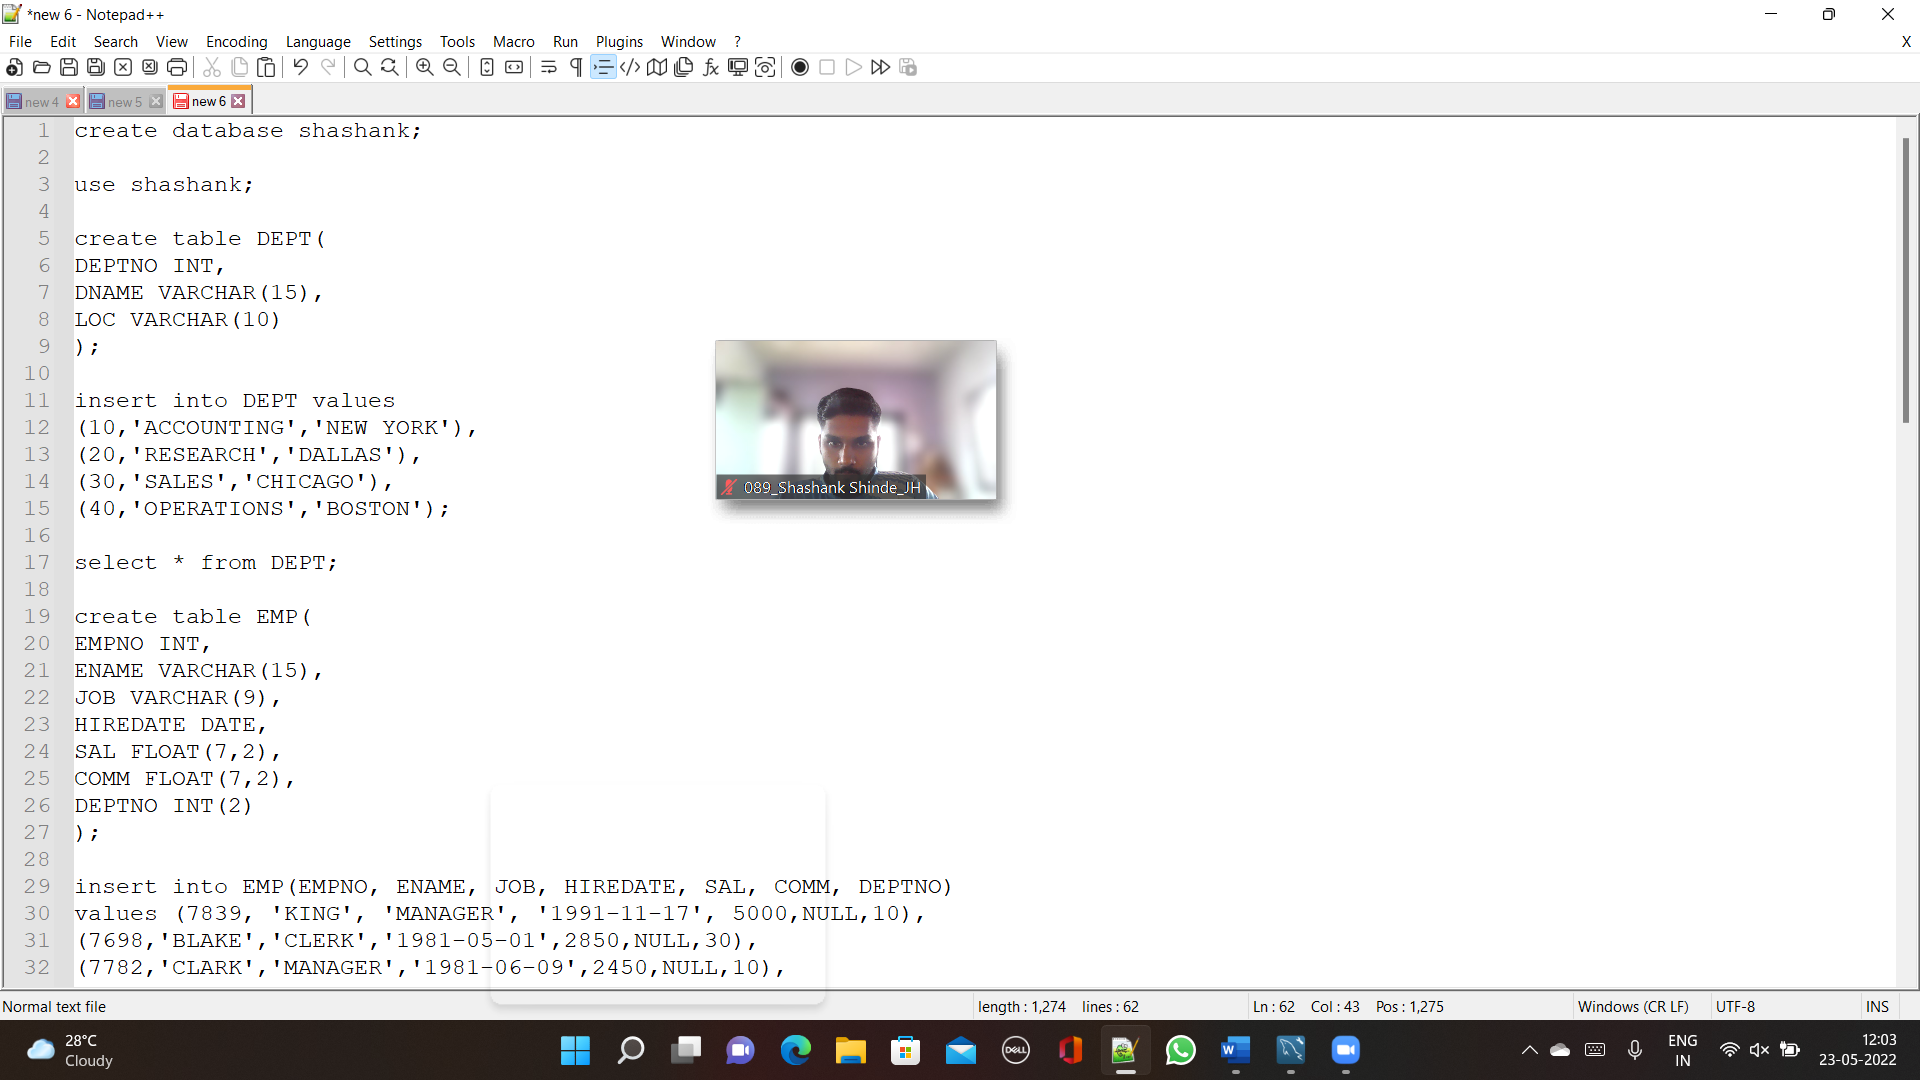 *new 6 - Notepad++
File Edit Search View Encoding Language Settings Tools Macro Run Plugins Window ? X
new 4 new 5 new 6
1 create database shashank;
2
3 use shashank;
4
5 create table DEPT(
6 DEPTNO INT,
7 DNAME VARCHAR(15),
8 LOC VARCHAR(10)
9 );
10
11 insert into DEPT values
12 (10,'ACCOUNTING','NEW YORK'),
13 (20,'RESEARCH','DALLAS'),
14 (30,'SALES','CHICAGO'),
15 (40,'OPERATIONS','BOSTON');
16
17 select * from DEPT;
18
19 create table EMP(
20 EMPNO INT,
21 ENAME VARCHAR(15),
22 JOB VARCHAR(9),
23 HIREDATE DATE,
24 SAL FLOAT(7,2),
25 COMM FLOAT(7,2),
26 DEPTNO INT(2)
27 );
28
29 insert into EMP(EMPNO, ENAME, JOB, HIREDATE, SAL, COMM, DEPTNO)
30 values (7839, 'KING', 'MANAGER', '1991-11-17', 5000,NULL,10),
31 (7698,'BLAKE','CLERK','1981-05-01',2850,NULL,30),
32 (7782,'CLARK','MANAGER','1981-06-09',2450,NULL,10),
089_Shashank Shinde_JH
Normal text file length : 1,274 lines : 62 Ln : 62 Col : 43 Pos : 1,275 Windows (CR LF) UTF-8 INS
28°C
Cloudy
DELL
ENG
IN
12:03
23-05-2022